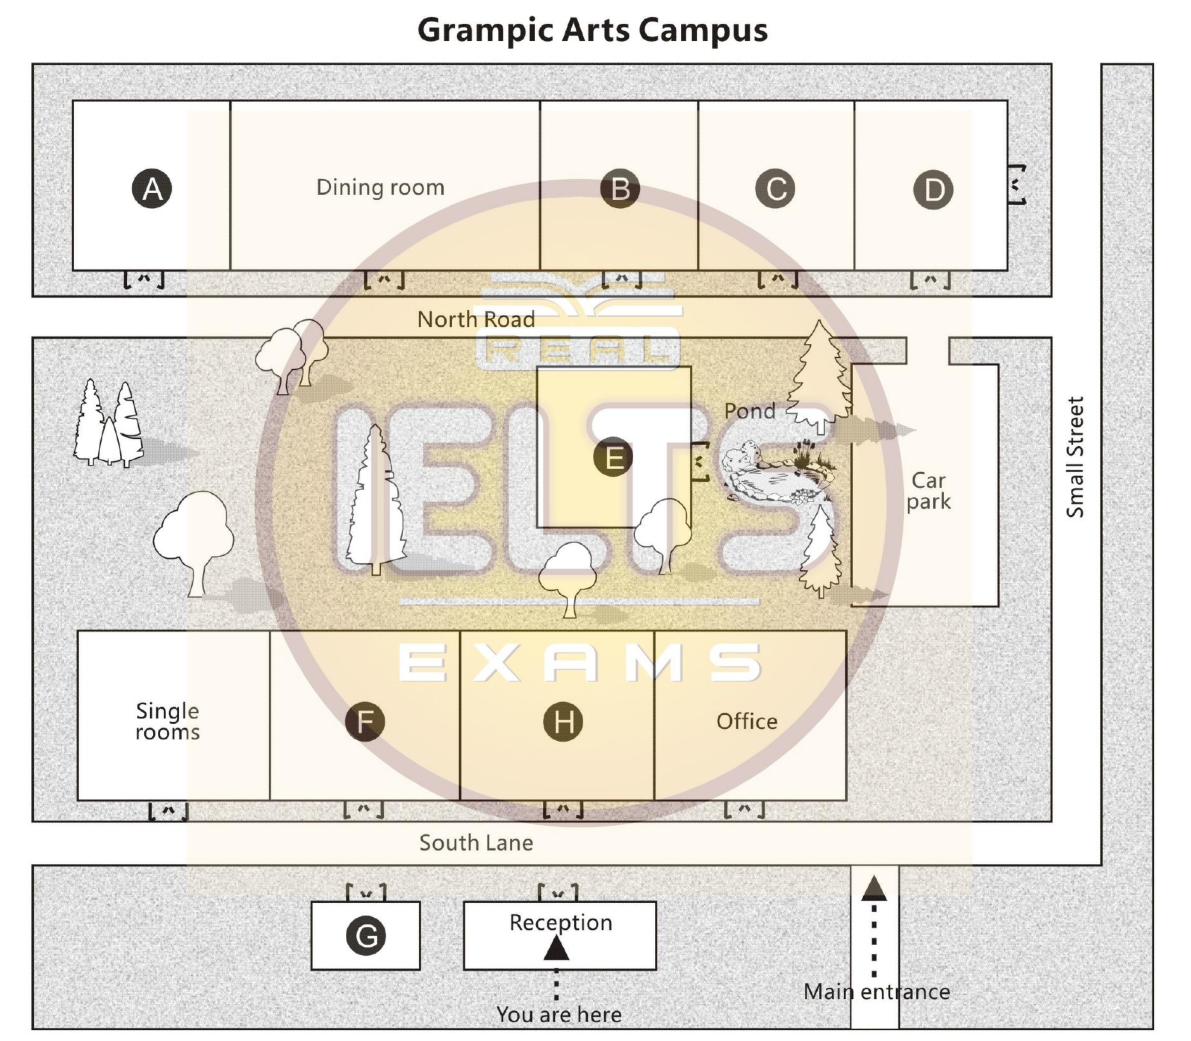 Grampic Arts Campus
A
Dining room
B
C
D
North Road
REAL
IELTS
EXAMS
E
Pond
Car
park
Small Street
Single
rooms
F
H
Office
South Lane
G
Reception
You are here
Main entrance